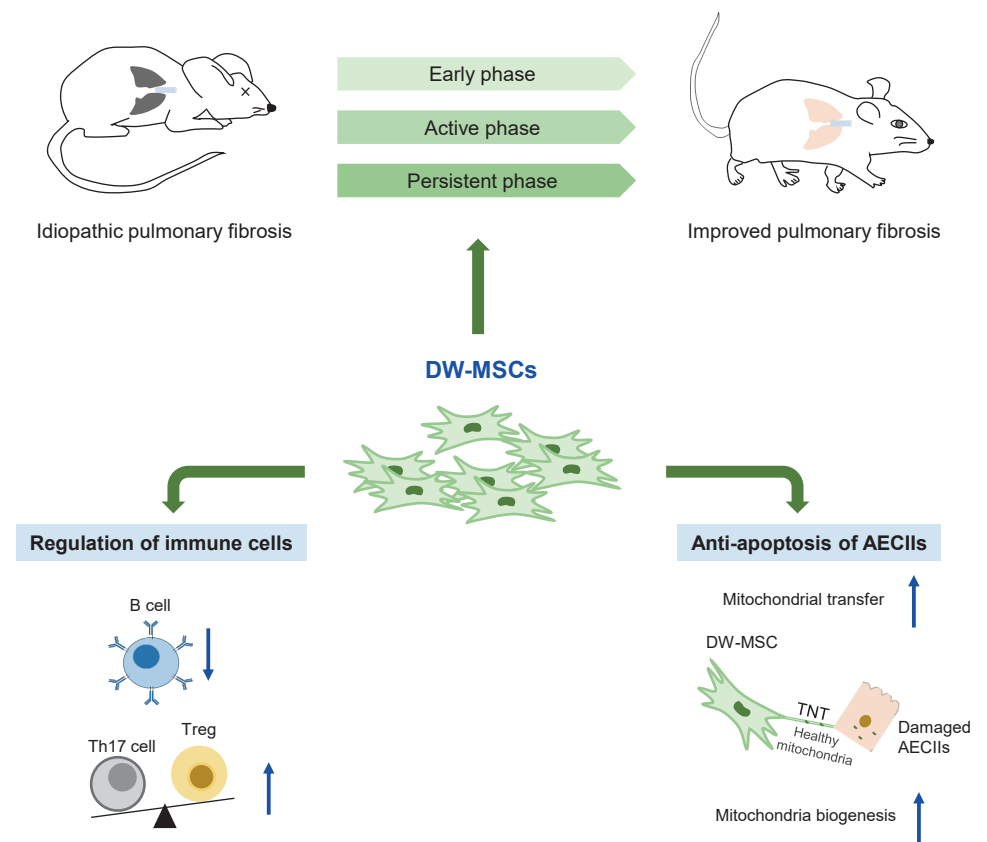 Early phase
Active phase
Persistent phase
Idiopathic pulmonary fibrosis
Improved pulmonary fibrosis
DW-MSCs
Regulation of immune cells
B cell
Th17 cell
Treg
Anti-apoptosis of AECIIs
Mitochondrial transfer
DW-MSC
TNT
Healthy
mitochondria
Damaged
AECIIs
Mitochondria biogenesis